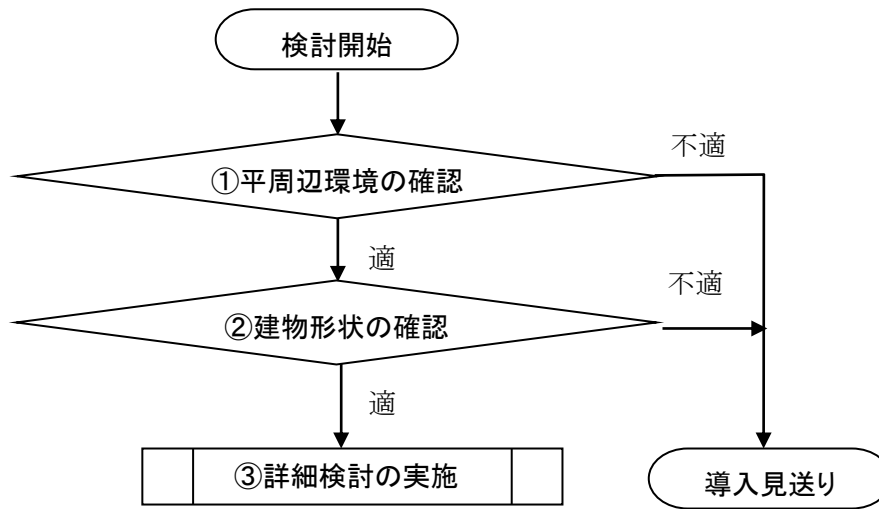 検討開始
不適
①平周辺環境の確認
適
不適
②建物形状の確認
適
③詳細検討の実施
導入見送り